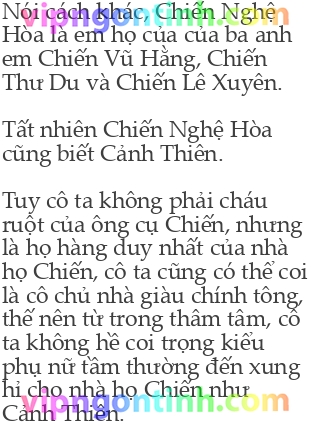 Nói cách khác, Chiến Nghệ
Hòa là em họ của của ba anh
em Chiến Vũ Hằng, Chiến
Thư Du và Chiến Lê Xuyên.
Tất nhiên Chiến Nghệ Hòa
cũng biết Cảnh Thiên.
Tuy cô ta không phải cháu
ruột của ông cụ Chiến, nhưng
là họ hàng duy nhất của nhà
họ Chiến, cô ta cũng có thể coi
là cô chủ nhà giàu chính tông,
thế nên từ trong thâm tâm, cô
ta không hề coi trọng kiểu
phụ nữ tầm thường đến xung
hỉ cho nhà họ Chiến như
Cảnh Thiên.
vipngontinh.com
vipngontinh.com